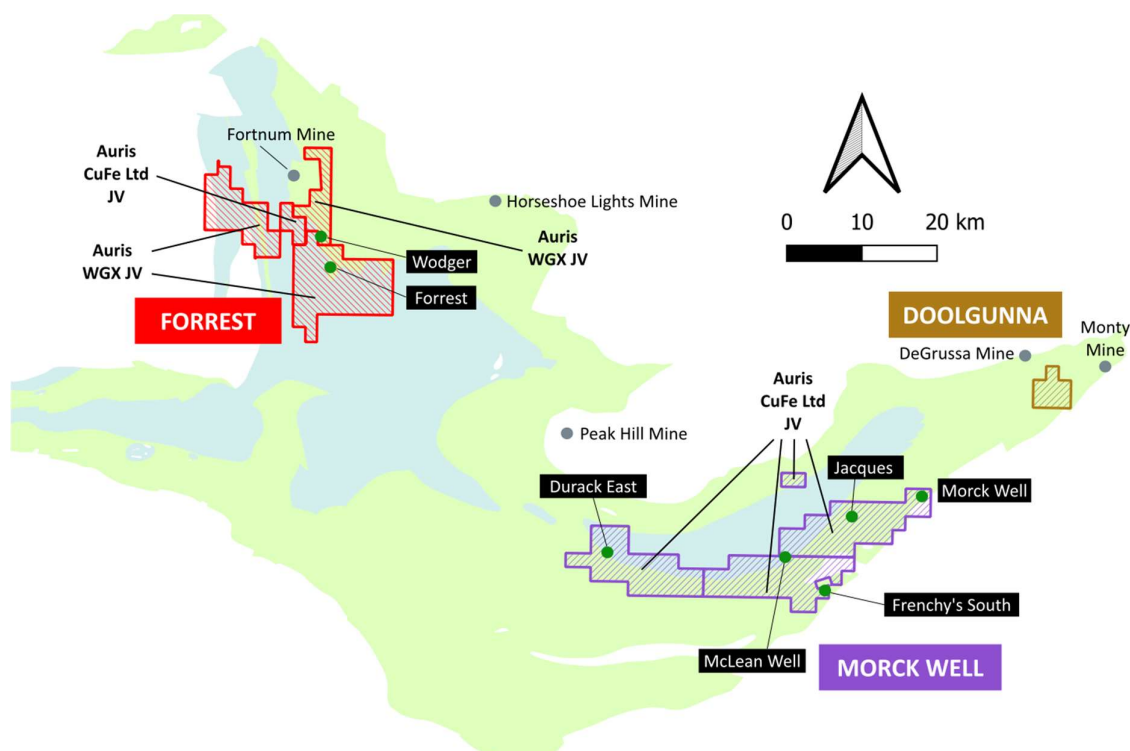 Fortnum Mine
Auris
CuFe Ltd
JV
Horseshoe Lights Mine
Auris
WGX JV
Wodger
Auris
WGX JV
Forrest
FORREST
0 10 20 km
DOOLGUNNA
Monty
Mine
DeGrussa Mine
Auris
CuFe Ltd
JV
Peak Hill Mine
Jacques
Durack East
Morck Well
Frenchy's South
McLean Well
MORCK WELL